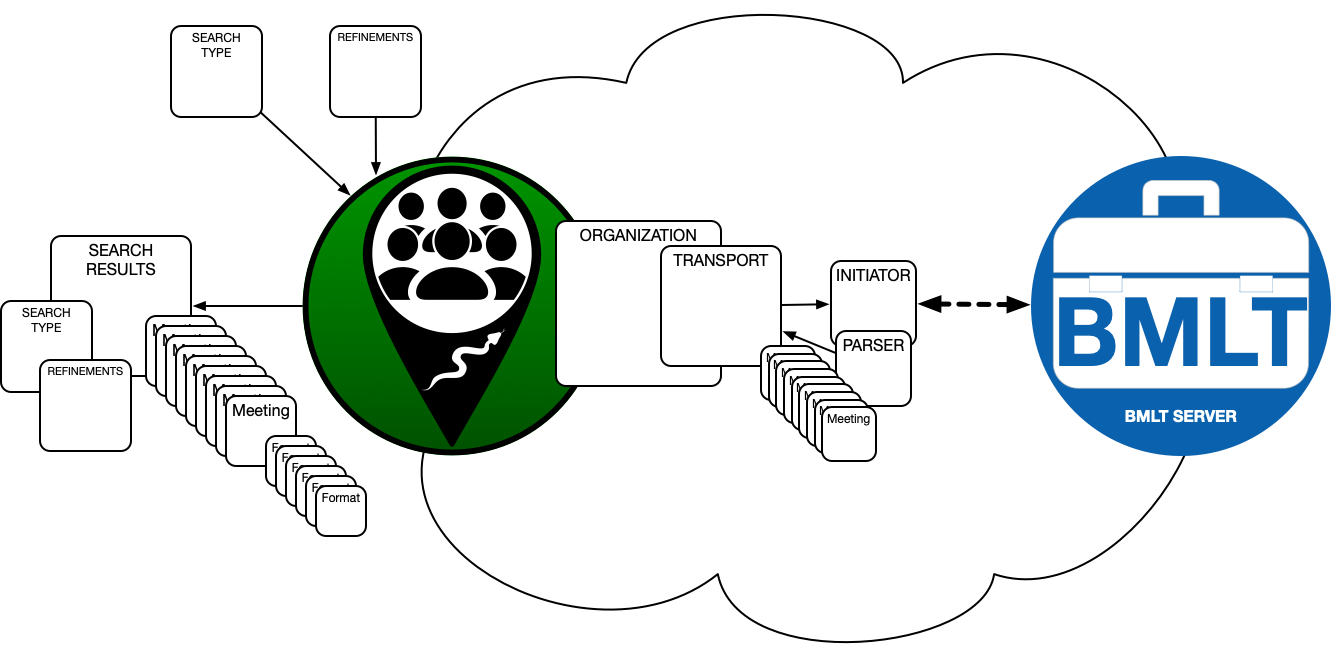 SEARCH
TYPE
REFINEMENTS
SEARCH
RESULTS
SEARCH
TYPE
REFINEMENTS
Meeting
Format
ORGANIZATION
TRANSPORT
INITIATOR
PARSER
Meeting
BMLT
BMLT SERVER